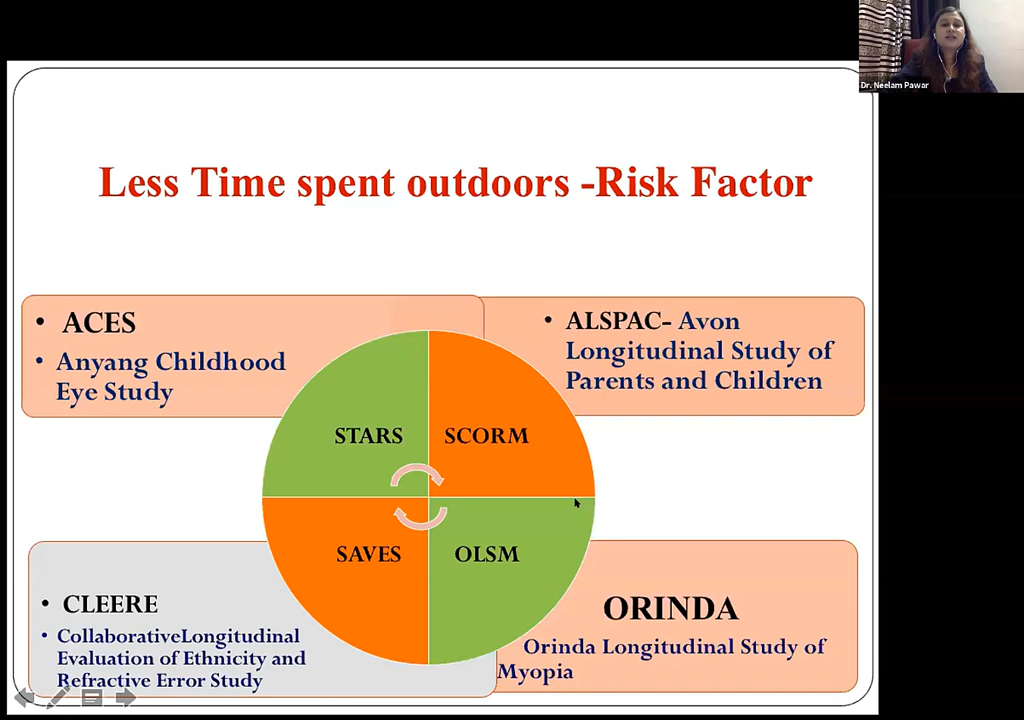 Dr. Neelam Pawar
Less Time spent outdoors -Risk Factor
• ACES
• Anyang Childhood
Eye Study
• ALSPAC- Avon
Longitudinal Study of
Parents and Children
STARS
SCORM
SAVES
OLSM
• CLEERE
• CollaborativeLongitudinal
Evaluation of Ethnicity and
Refractive Error Study
ORINDA
Orinda Longitudinal Study of
Myopia